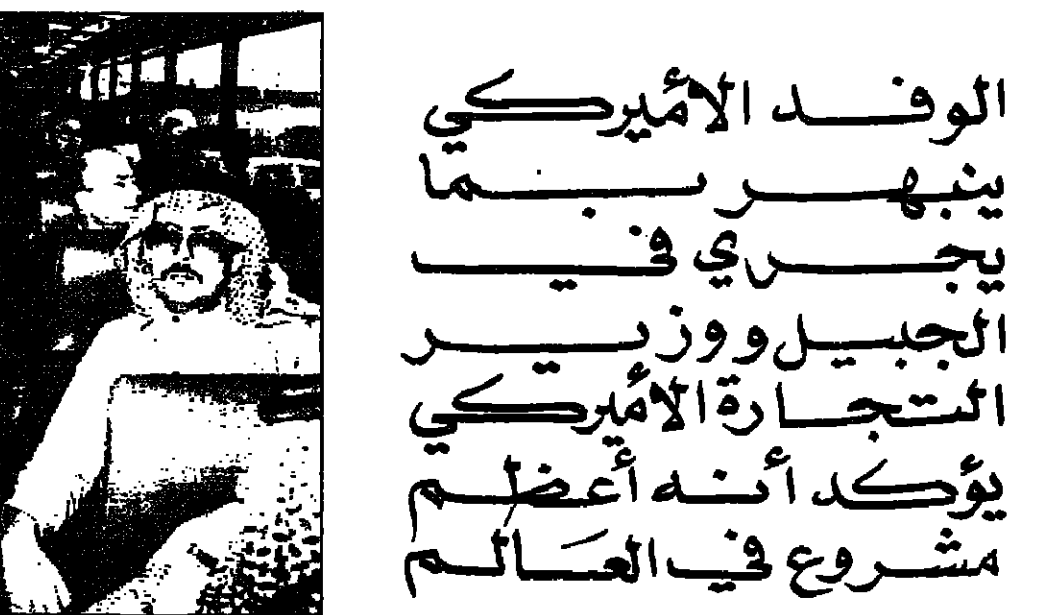 الوفد الأميركي
ينبهر بما
يجري في
الجبيل ووزير
التجارة الأميركي
يؤكد أنه أعظم
مشروع في العالم